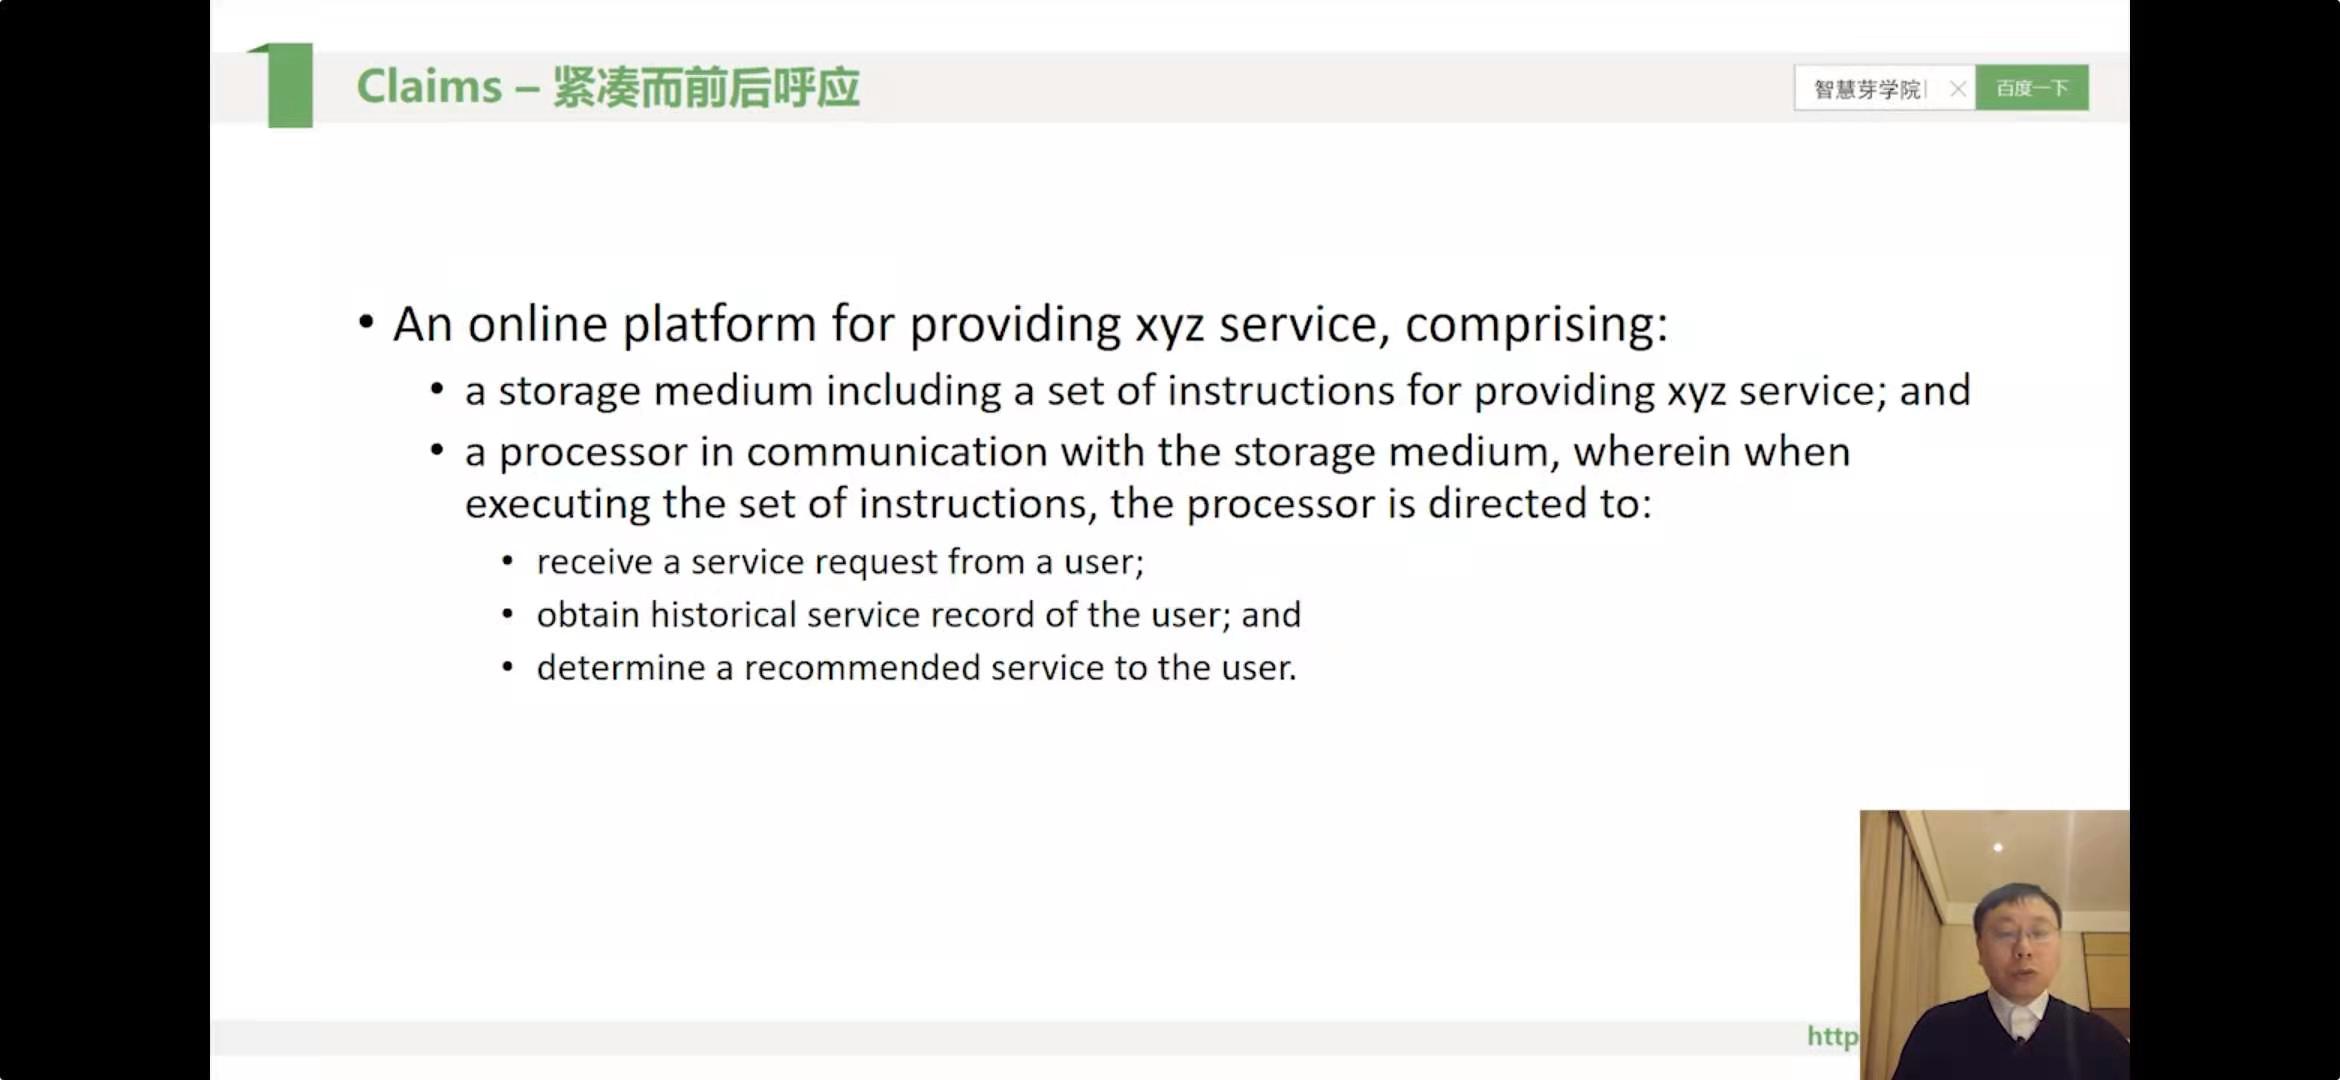 Claims – 紧凑而前后呼应
智慧芽学院
百度一下
• An online platform for providing xyz service, comprising:
• a storage medium including a set of instructions for providing xyz service; and
• a processor in communication with the storage medium, wherein when
executing the set of instructions, the processor is directed to:
• receive a service request from a user;
• obtain historical service record of the user; and
• determine a recommended service to the user.
http